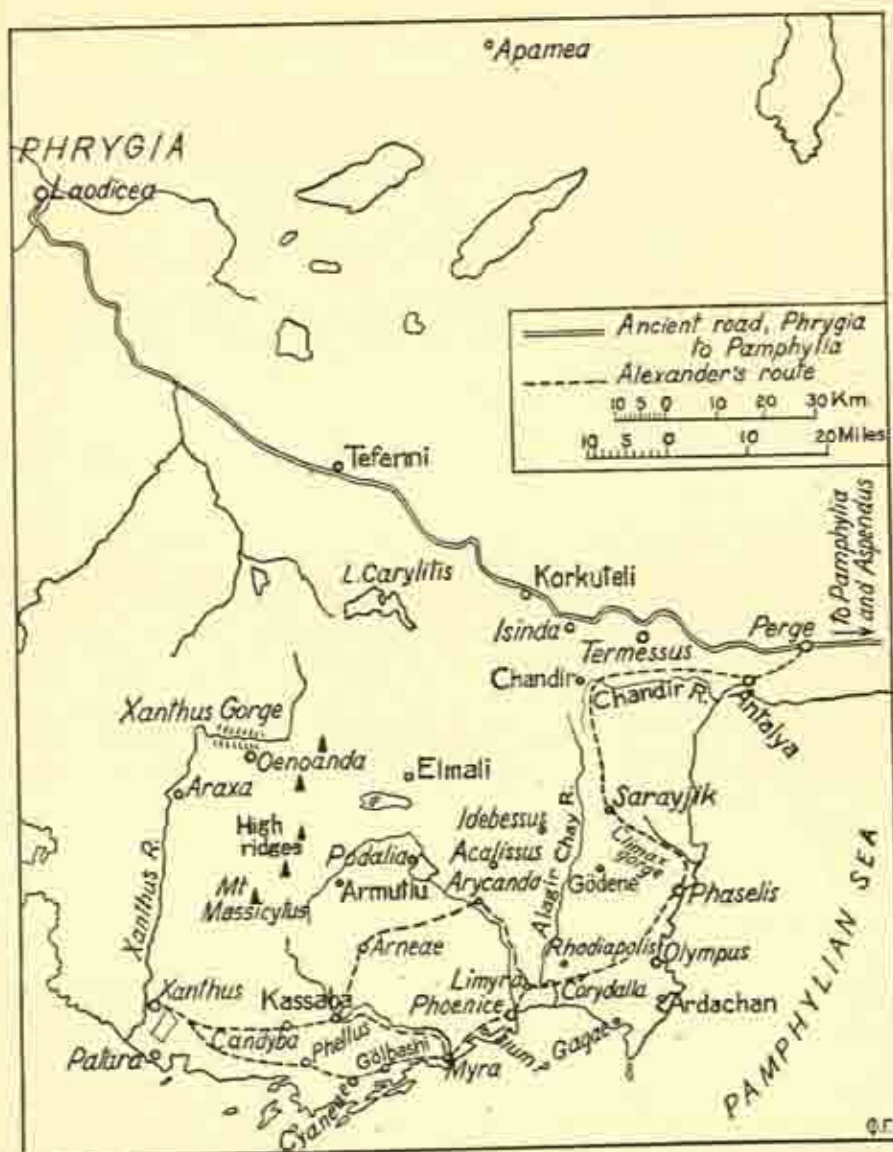 Apamea
PHRYGIA
Laodicea
Ancient road, Phrygia
to Pamphylia
Alexander's route
10 5 0 10 20 30 Km.
10 5 0 10 20 Miles
Tefenni
To Pamphylia
and Aspendus
L. Carylitis
Korkuteli
Isinda
Termessus
Perge
Chandir
Chandir R.
Antalya
Xanthus Gorge
Oenoanda
Araxa
Elmali
Sarayjik
High
ridges
Idebessus
Climax
gorge
Podalia
Acalissus
Alagir Chay R.
Mt
Massicytus
Armutlu
Arycanda
Gödene
Phaselis
Xanthus R.
Arneae
Rhodiapolis
Olympus
PAMPHYLIAN SEA
Xanthus
Kassaba
Limyra
Corydalla
Phoenice
Ardachan
Candyba
Phellus
Gölbashi
Gagae
Patara
Myra
Cyaneae